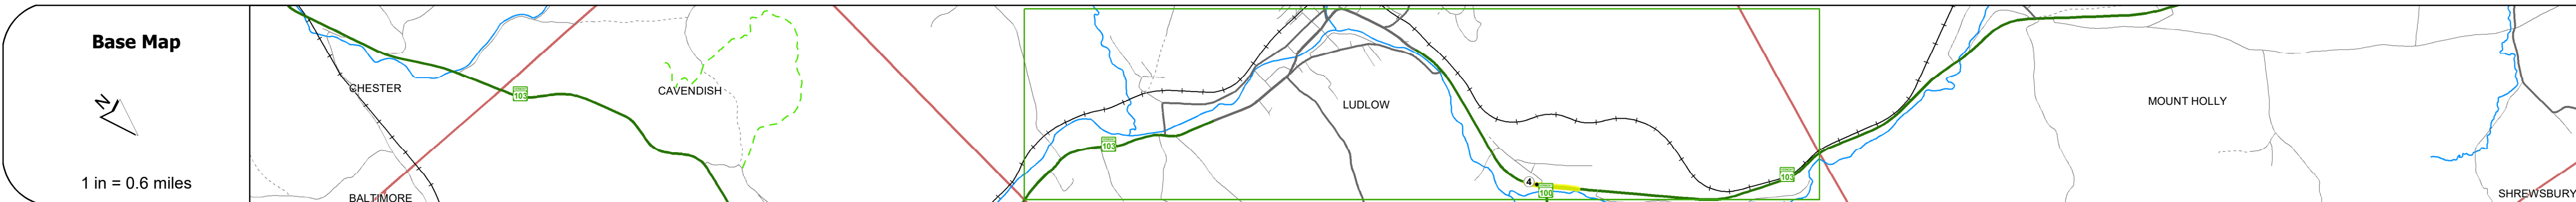 Base Map
N
1 in = 0.6 miles
CHESTER
103
CAVENDISH
BALTIMORE
103
LUDLOW
4
100
103
MOUNT HOLLY
SHREWSBURY